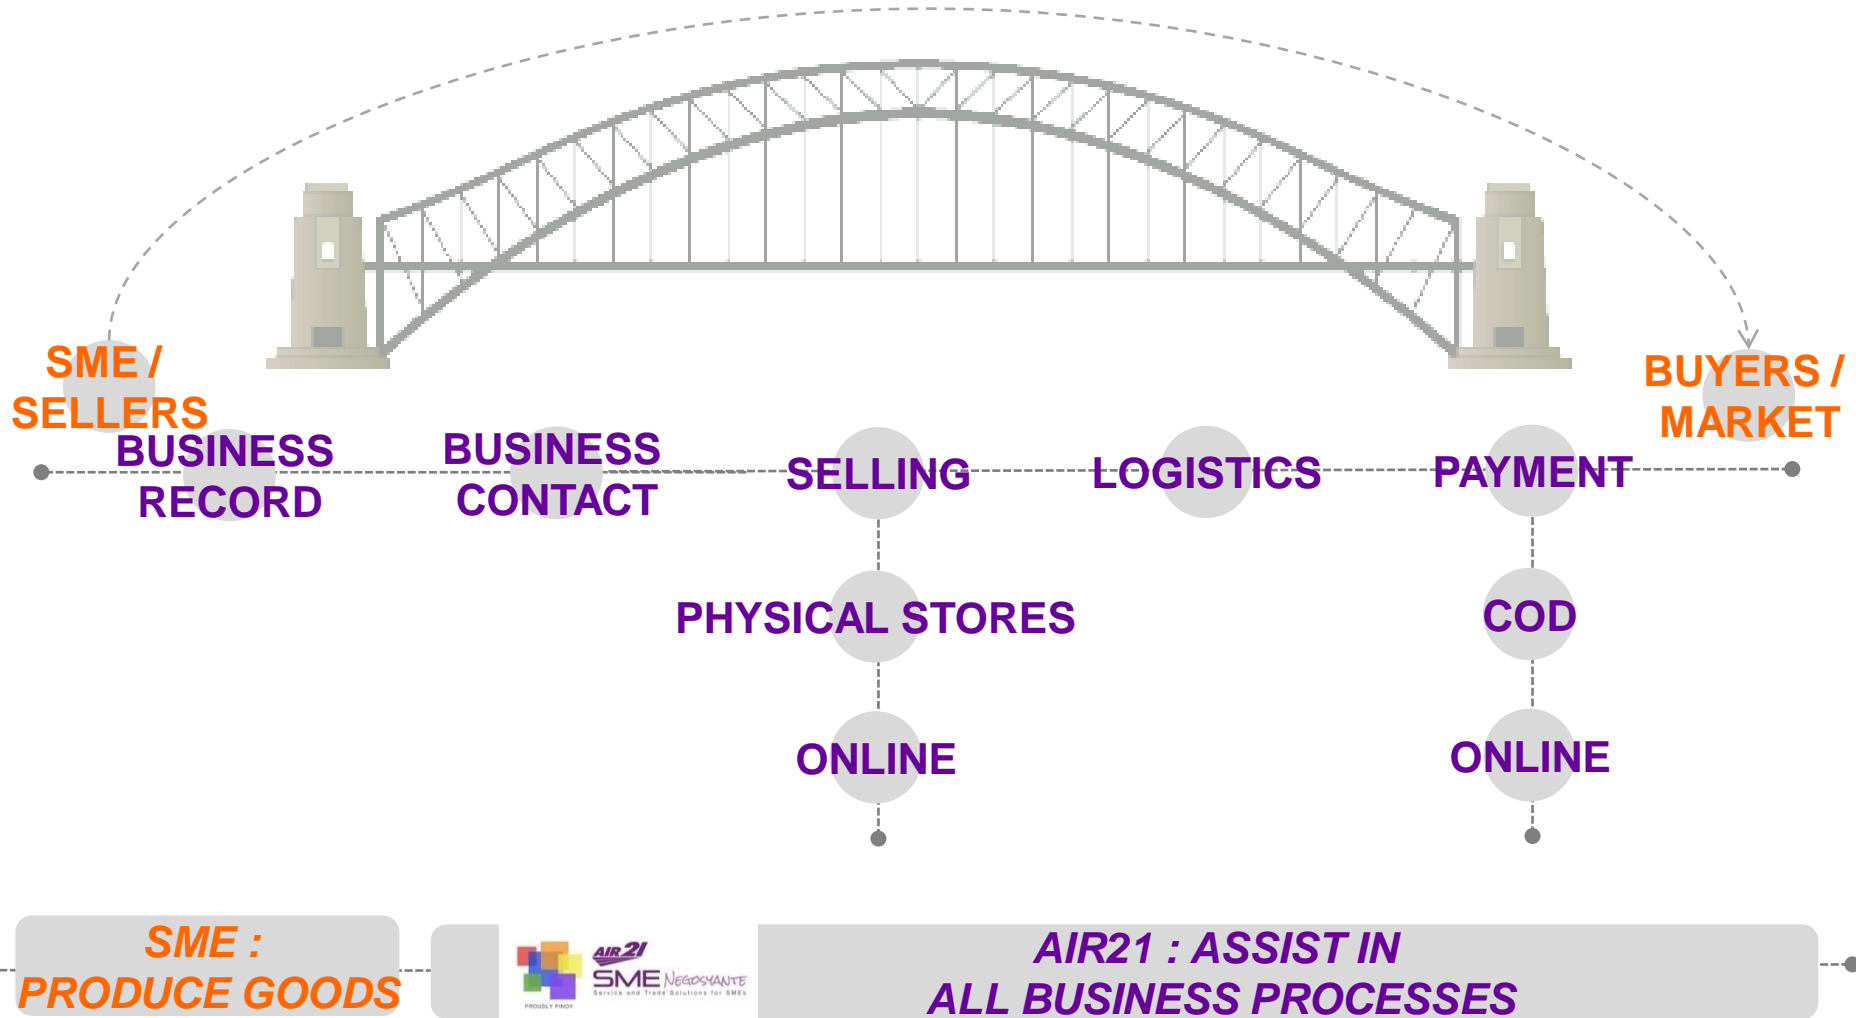 SME /
SELLERS
BUYERS /
MARKET
BUSINESS
RECORD
BUSINESS
CONTACT
SELLING
LOGISTICS
PAYMENT
PHYSICAL STORES
COD
ONLINE
ONLINE
SME :
PRODUCE GOODS
AIR21
SME NEGOSYANTE
Service and Trade Solutions for SMEs
PROUDLY PINOY
AIR21 : ASSIST IN
ALL BUSINESS PROCESSES